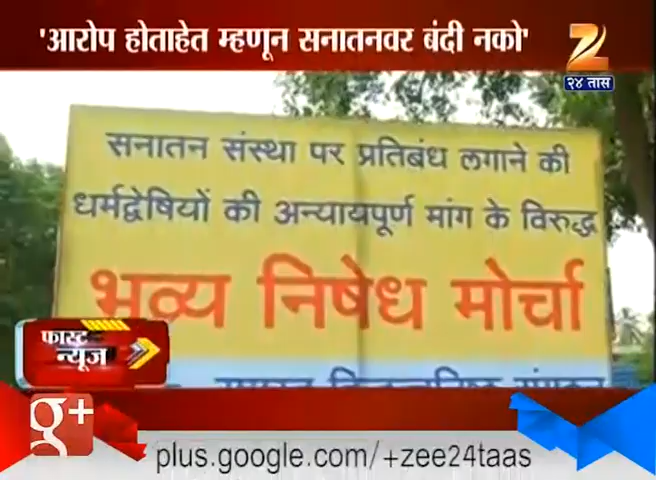 'आरोप होताहेत म्हणून सनातनवर बंदी नको'
२४ तास
सनातन संस्था पर प्रतिबंध लगाने की
धर्मद्वेषियों की अन्यायपूर्ण मांग के विरुद्ध
भव्य निषेध मोर्चा
फास्ट
न्यूज
g+
plus.google.com/+zee24taas